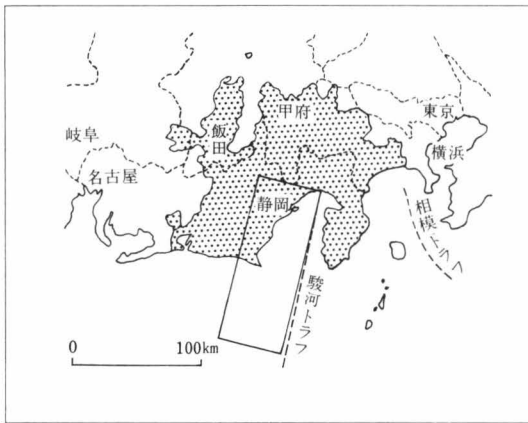 甲府
東京
飯田
岐阜
横浜
名古屋
静岡
相模トラフ
駿河トラフ
0 100km